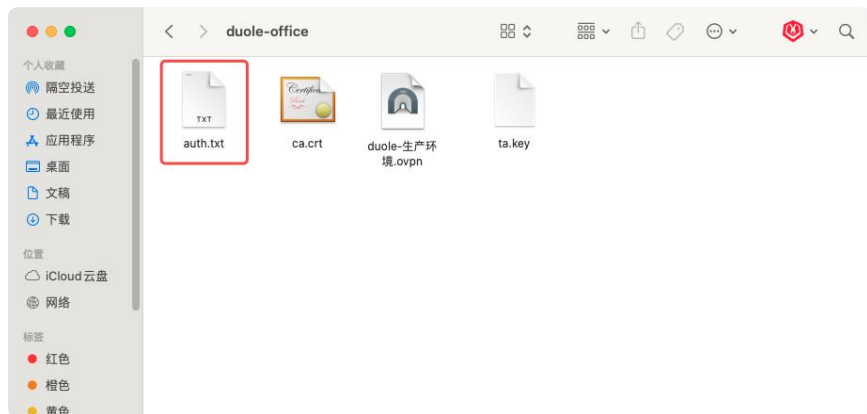 duole-office
个人收藏
隔空投送
最近使用
应用程序
桌面
文稿
下载
位置
iCloud云盘
网络
标签
红色
橙色
黄色
TXT
auth.txt
Certificate
ca.crt
duole-生产环
境.ovpn
ta.key